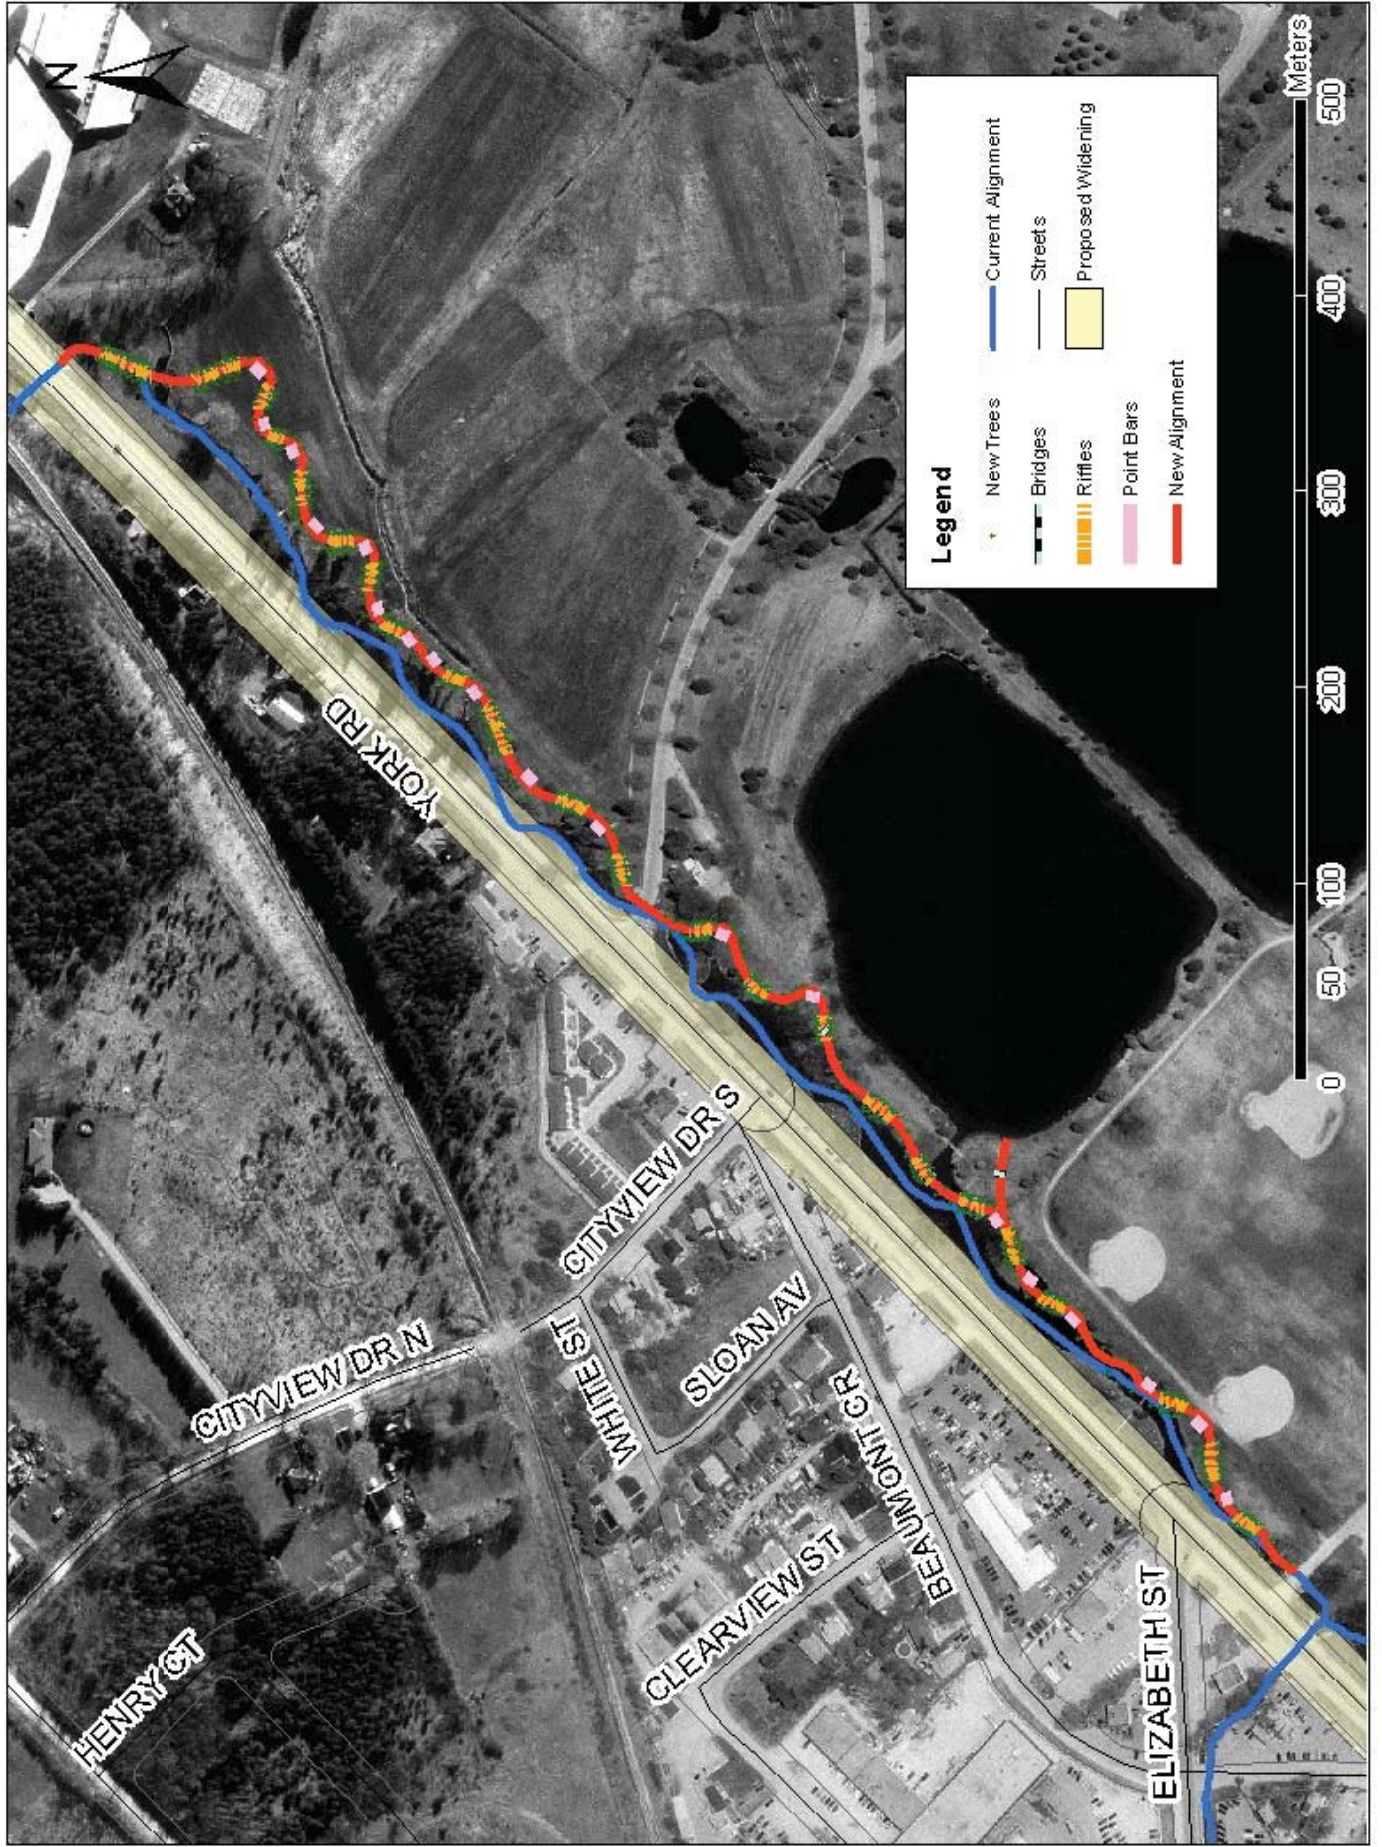 N
YORK RD
CITYVIEW DR S
CITYVIEW DR N
WHITE ST
SLOAN AV
BEAUMONT CR
CLEARVIEW ST
HENRY CT
ELIZABETH ST
Legend
New Trees
Bridges
Riffles
Point Bars
New Alignment
Current Alignment
Streets
Proposed Widening
0 50 100 200 300 400 500
Meters